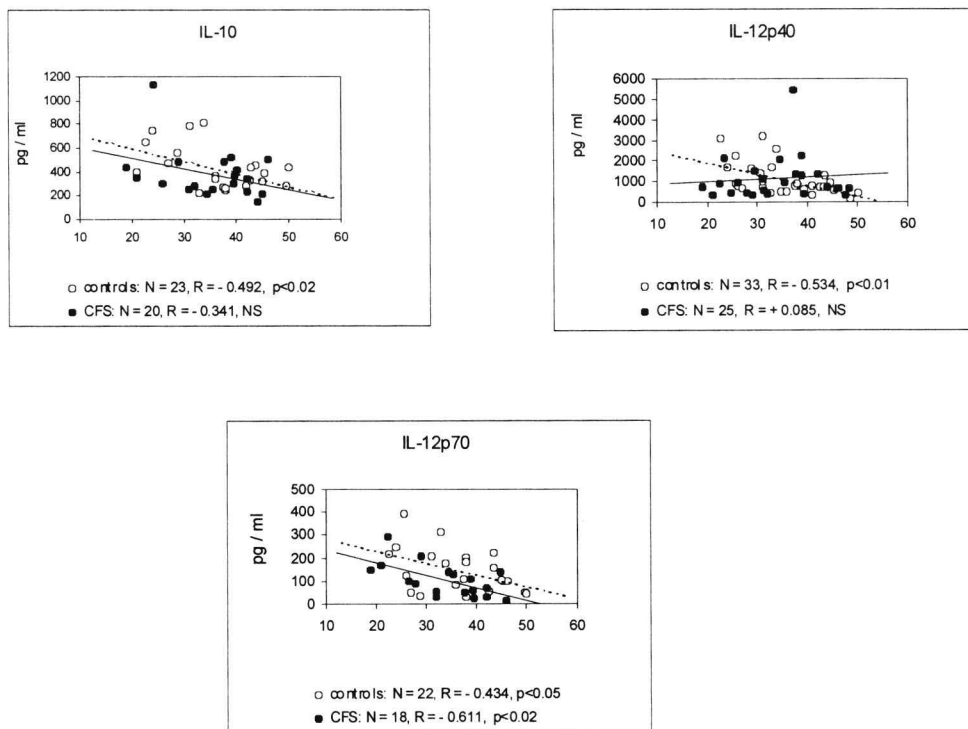 IL-10
1200
1000
800
600
400
200
0
pg / ml
10 20 30 40 50 60
○ controls: N = 23, R = - 0.492, p<0.02
■ CFS: N = 20, R = - 0.341, NS
IL-12p40
6000
5000
4000
3000
2000
1000
0
pg / ml
10 20 30 40 50 60
○ controls: N = 33, R = - 0.534, p<0.01
■ CFS: N = 25, R = + 0.085, NS
IL-12p70
500
400
300
200
100
0
pg / ml
10 20 30 40 50 60
○ controls: N = 22, R = - 0.434, p<0.05
■ CFS: N = 18, R = - 0.611, p<0.02